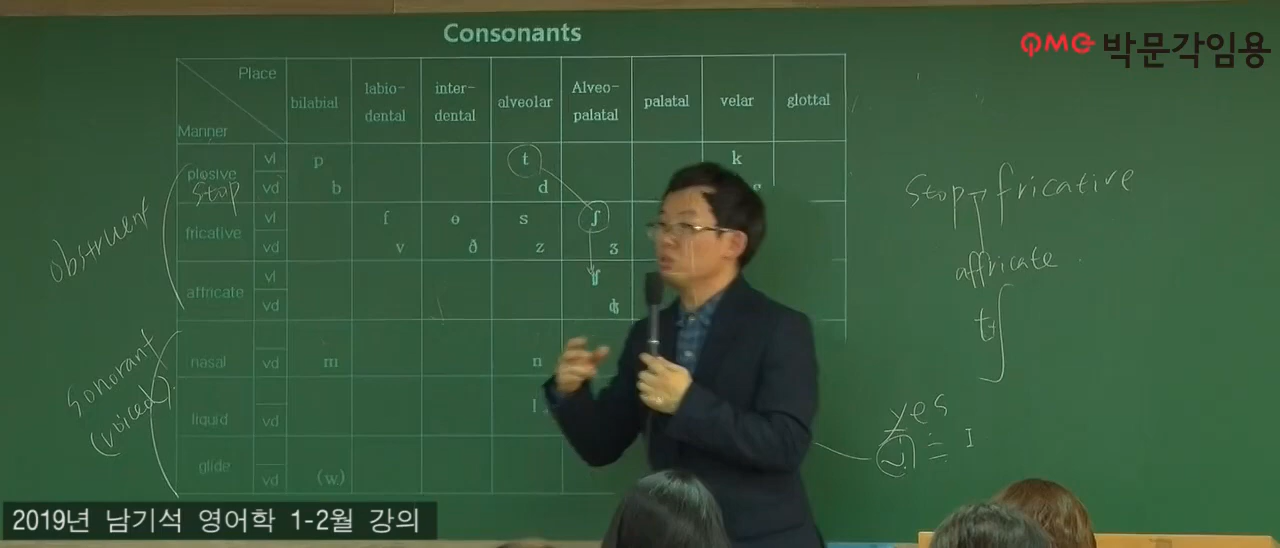 Consonants
PMG 박문각임용
Place
Manner
bilabial
labio-
dental
inter-
dental
alveolar
Alveo-
palatal
palatal
velar
glottal
plosive
stop
vl
p
t
k
vd
b
d
fricative
vl
f
θ
s
ʃ
vd
v
ð
z
ʒ
affricate
vl
ʧ
vd
ʤ
nasal
vd
m
n
liquid
vd
l
glide
vd
(w)
obstruent
sonorant
(voiced)
stop fricative
affricate
tʃ
yes
j ≡ I
2019년 남기석 영어학 1-2월 강의